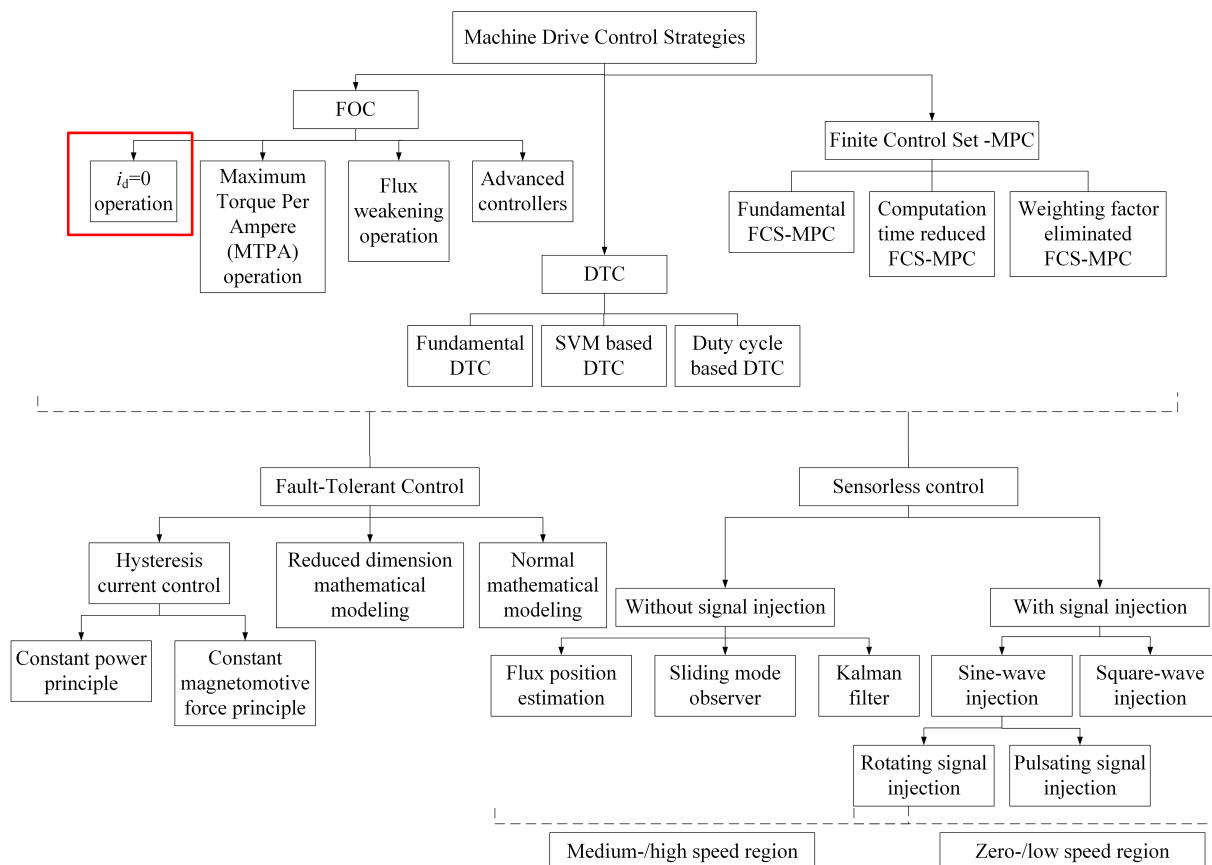 Machine Drive Control Strategies
FOC
Finite Control Set -MPC
id=0
operation
Maximum
Torque Per
Ampere
(MTPA)
operation
Flux
weakening
operation
Advanced
controllers
Fundamental
FCS-MPC
Computation
time reduced
FCS-MPC
Weighting factor
eliminated
FCS-MPC
DTC
Fundamental
DTC
SVM based
DTC
Duty cycle
based DTC
Fault-Tolerant Control
Sensorless control
Hysteresis
current control
Reduced dimension
mathematical
modeling
Normal
mathematical
modeling
Without signal injection
With signal injection
Constant power
principle
Constant
magnetomotive
force principle
Flux position
estimation
Sliding mode
observer
Kalman
filter
Sine-wave
injection
Square-wave
injection
Rotating signal
injection
Pulsating signal
injection
Medium-/high speed region
Zero-/low speed region